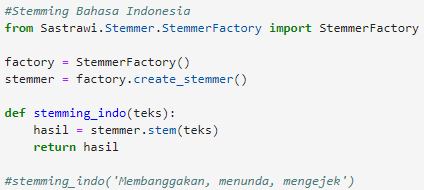 #Stemming Bahasa Indonesia
from Sastrawi.Stemmer.StemmerFactory import StemmerFactory
factory = StemmerFactory()
stemmer = factory.create_stemmer()
def stemming_indo(teks):
    hasil = stemmer.stem(teks)
    return hasil
#stemming_indo('Membanggakan, menunda, mengejek')